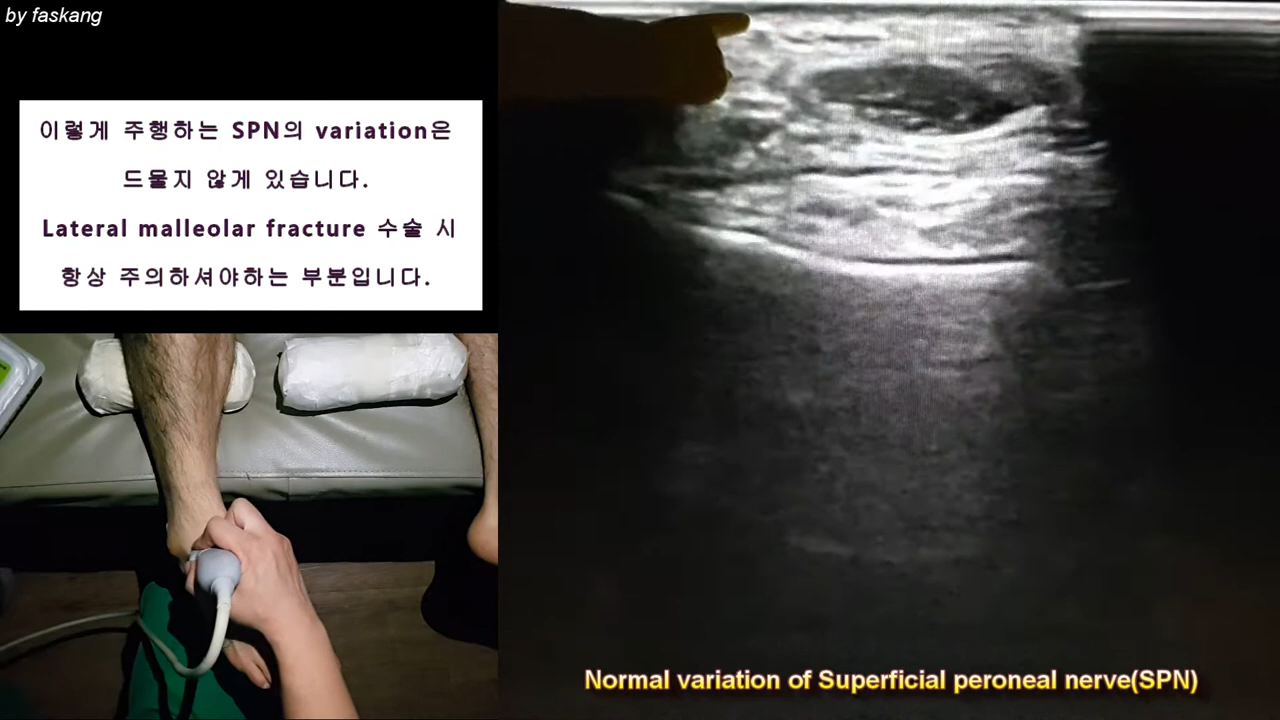 by faskang
이렇게 주행하는 SPN의 variation은
드물지 않게 있습니다.
Lateral malleolar fracture 수술 시
항상 주의하셔야하는 부분입니다.
Normal variation of Superficial peroneal nerve(SPN)